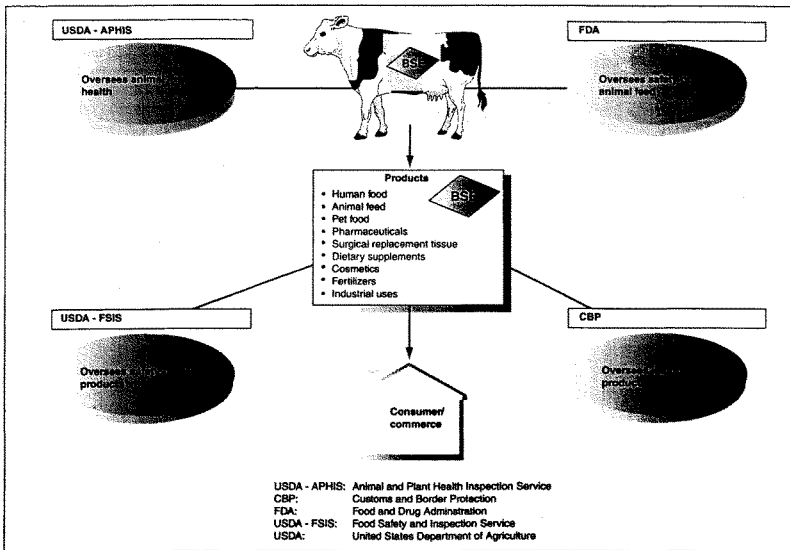 USDA - APHIS
FDA
BSE
Oversees animal
health
Oversees
animal feed
Products
BSE
• Human food
• Animal feed
• Pet food
• Pharmaceuticals
• Surgical replacement tissue
• Dietary supplements
• Cosmetics
• Fertilizers
• Industrial uses
USDA - FSIS
CBP
Oversees
products
Oversees
Consumer/
commerce
USDA - APHIS: Animal and Plant Health Inspection Service
CBP: Customs and Border Protection
FDA: Food and Drug Adminstration
USDA - FSIS: Food Safety and Inspection Service
USDA: United States Department of Agriculture